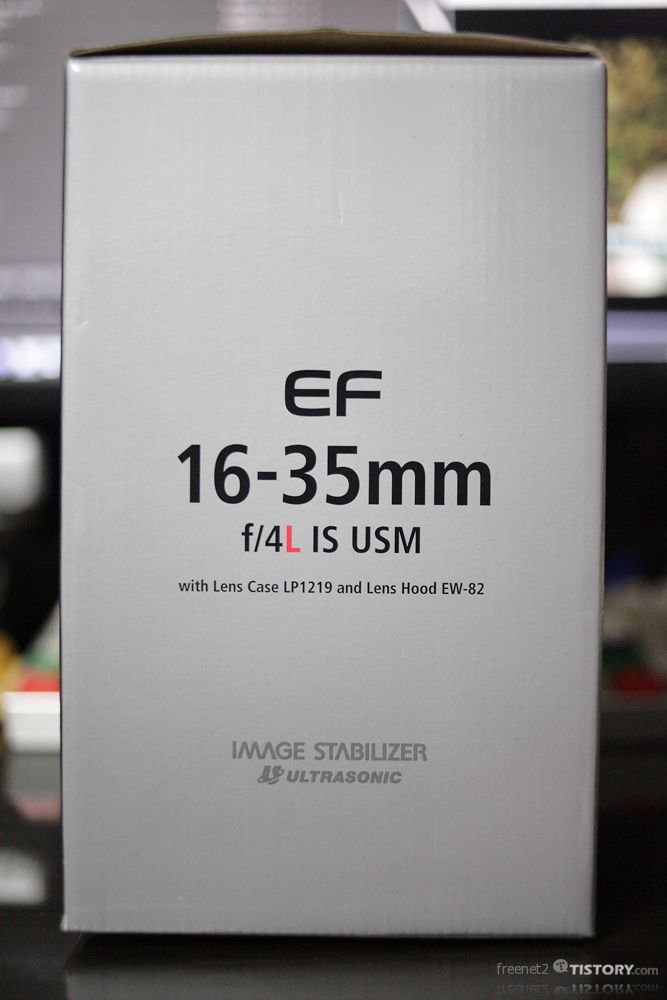 EF
16-35mm
f/4L IS USM
with Lens Case LP1219 and Lens Hood EW-82
IMAGE STABILIZER
ULTRASONIC
freenet2 TISTORY.com